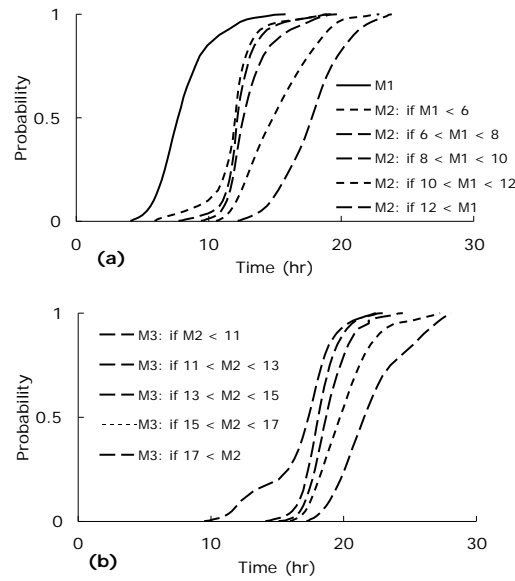 1
Probability
0.5
0
M1
M2: if M1 < 6
M2: if 6 < M1 < 8
M2: if 8 < M1 < 10
M2: if 10 < M1 < 12
M2: if 12 < M1
0 10 20 30
(a)
Time (hr)
1
Probability
0.5
0
M3: if M2 < 11
M3: if 11 < M2 < 13
M3: if 13 < M2 < 15
M3: if 15 < M2 < 17
M3: if 17 < M2
0 10 20 30
(b)
Time (hr)